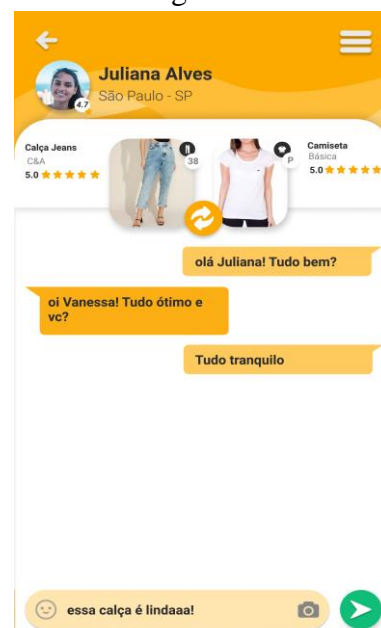 Juliana Alves
São Paulo - SP
4.7
Calça Jeans
C&A
5.0
38
P
Camiseta
Básica
5.0
olá Juliana! Tudo bem?
oi Vanessa! Tudo ótimo e
vc?
Tudo tranquilo
essa calça é lindaaa!